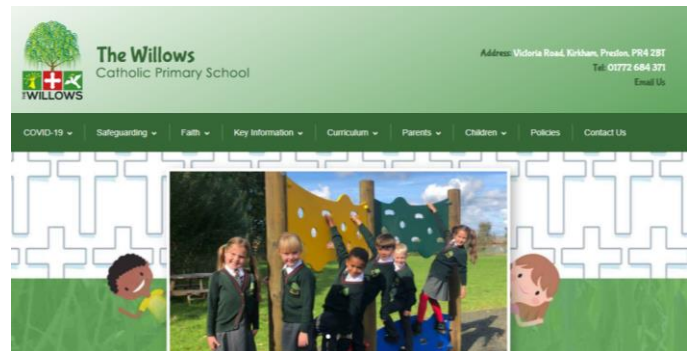 The Willows
Catholic Primary School
Address: Victoria Road, Kirkham, Preston, PR4 2BT
Tel: 01772 684 371
Email Us
THE WILLOWS
COVID-19 Safeguarding Faith Key Information Curriculum Parents Children Policies Contact Us